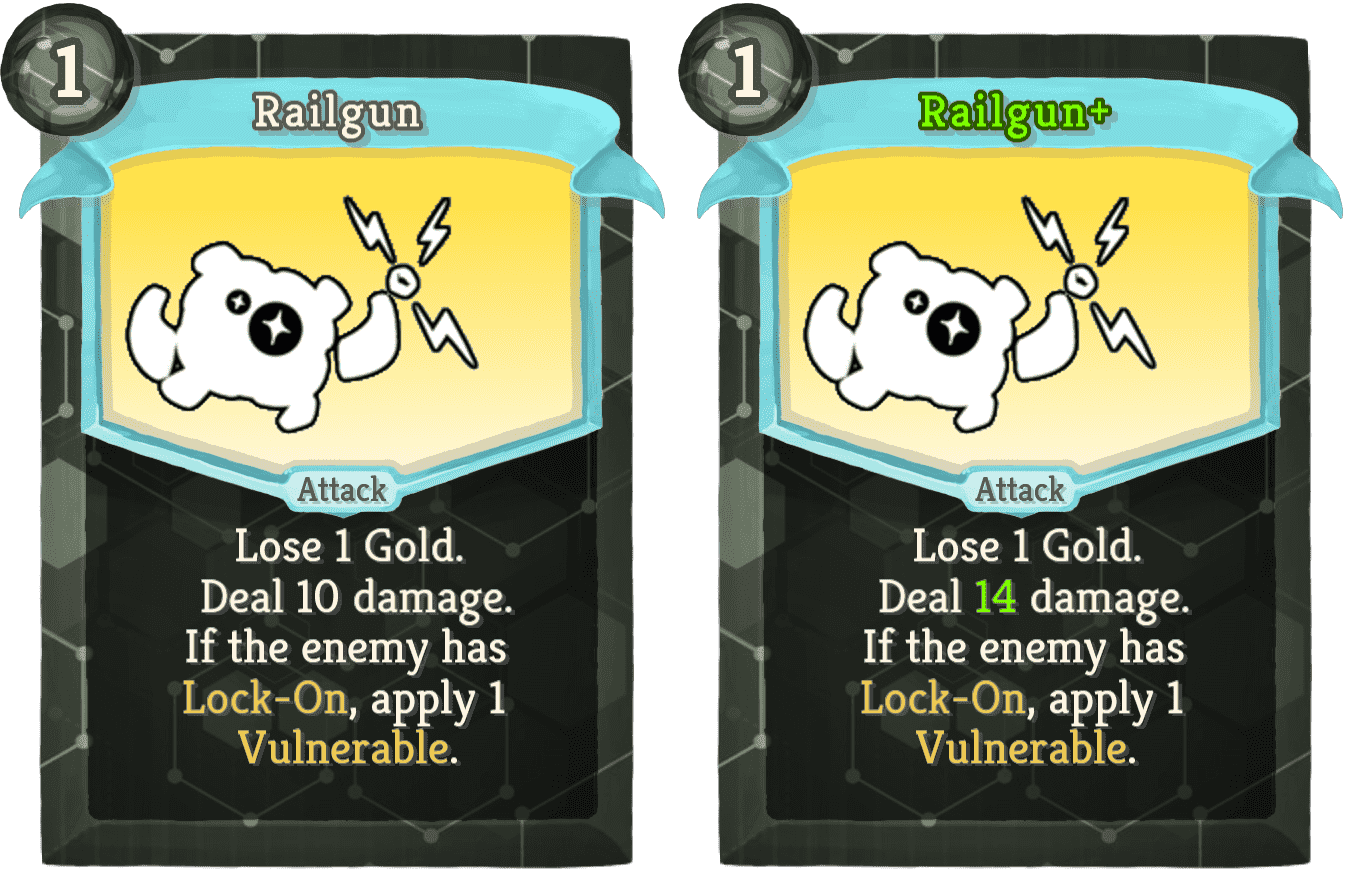 1
Railgun
Attack
Lose 1 Gold.
Deal 10 damage.
If the enemy has
Lock-On, apply 1
Vulnerable.
1
Railgun+
Attack
Lose 1 Gold.
Deal 14 damage.
If the enemy has
Lock-On, apply 1
Vulnerable.